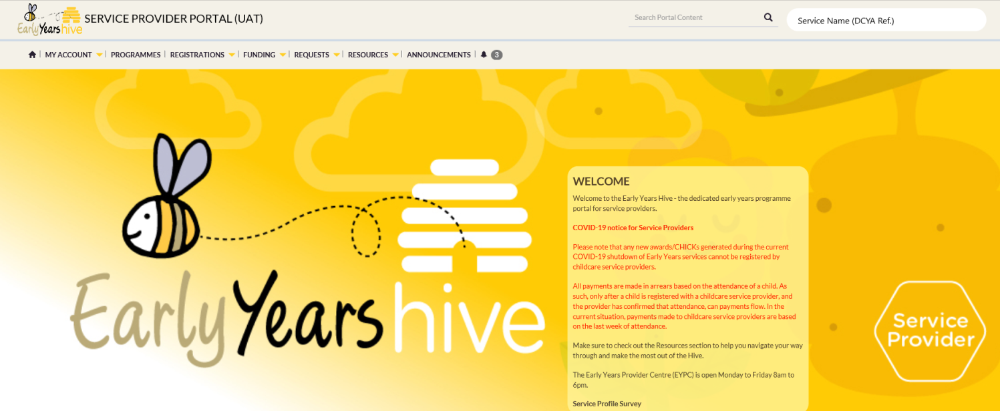 Early Years hive SERVICE PROVIDER PORTAL (UAT)
Search Portal Content
Service Name (DCYA Ref.)
MY ACCOUNT PROGRAMMES REGISTRATIONS FUNDING REQUESTS RESOURCES ANNOUNCEMENTS 3
Early Years hive
WELCOME
Welcome to the Early Years Hive - the dedicated early years programme
portal for service providers.
COVID-19 notice for Service Providers
Please note that any new awards/CHICKs generated during the current
COVID-19 shutdown of Early Years services cannot be registered by
childcare service providers.
All payments are made in arrears based on the attendance of a child. As
such, only after a child is registered with a childcare service provider, and
the provider has confirmed that attendance, can payments flow. In the
current situation, payments made to childcare service providers are based
on the last week of attendance.
Make sure to check out the Resources section to help you navigate your way
through and make the most out of the Hive.
The Early Years Provider Centre (EYPC) is open Monday to Friday 8am to
6pm.
Service Profile Survey
Service
Provider